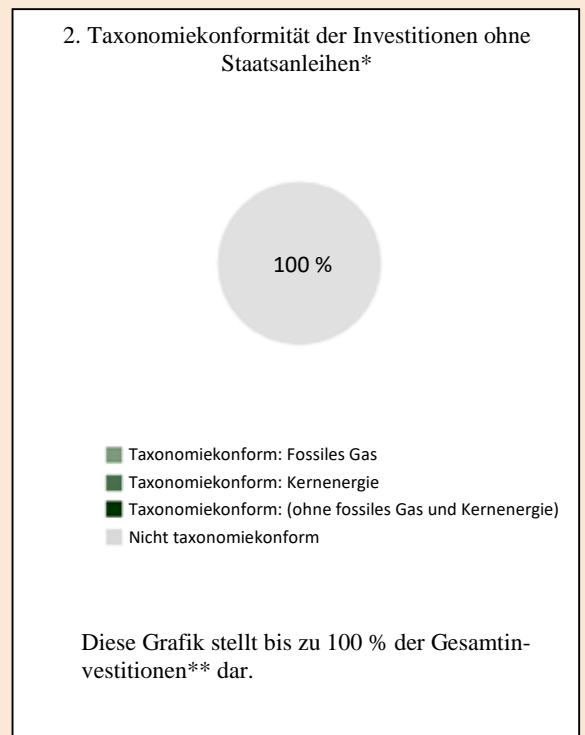 2. Taxonomiekonformität der Investitionen ohne
Staatsanleihen*
100 %
Taxonomiekonform: Fossiles Gas
Taxonomiekonform: Kernenergie
Taxonomiekonform: (ohne fossiles Gas und Kernenergie)
Nicht taxonomiekonform
Diese Grafik stellt bis zu 100 % der Gesamtin-
vestitionen** dar.